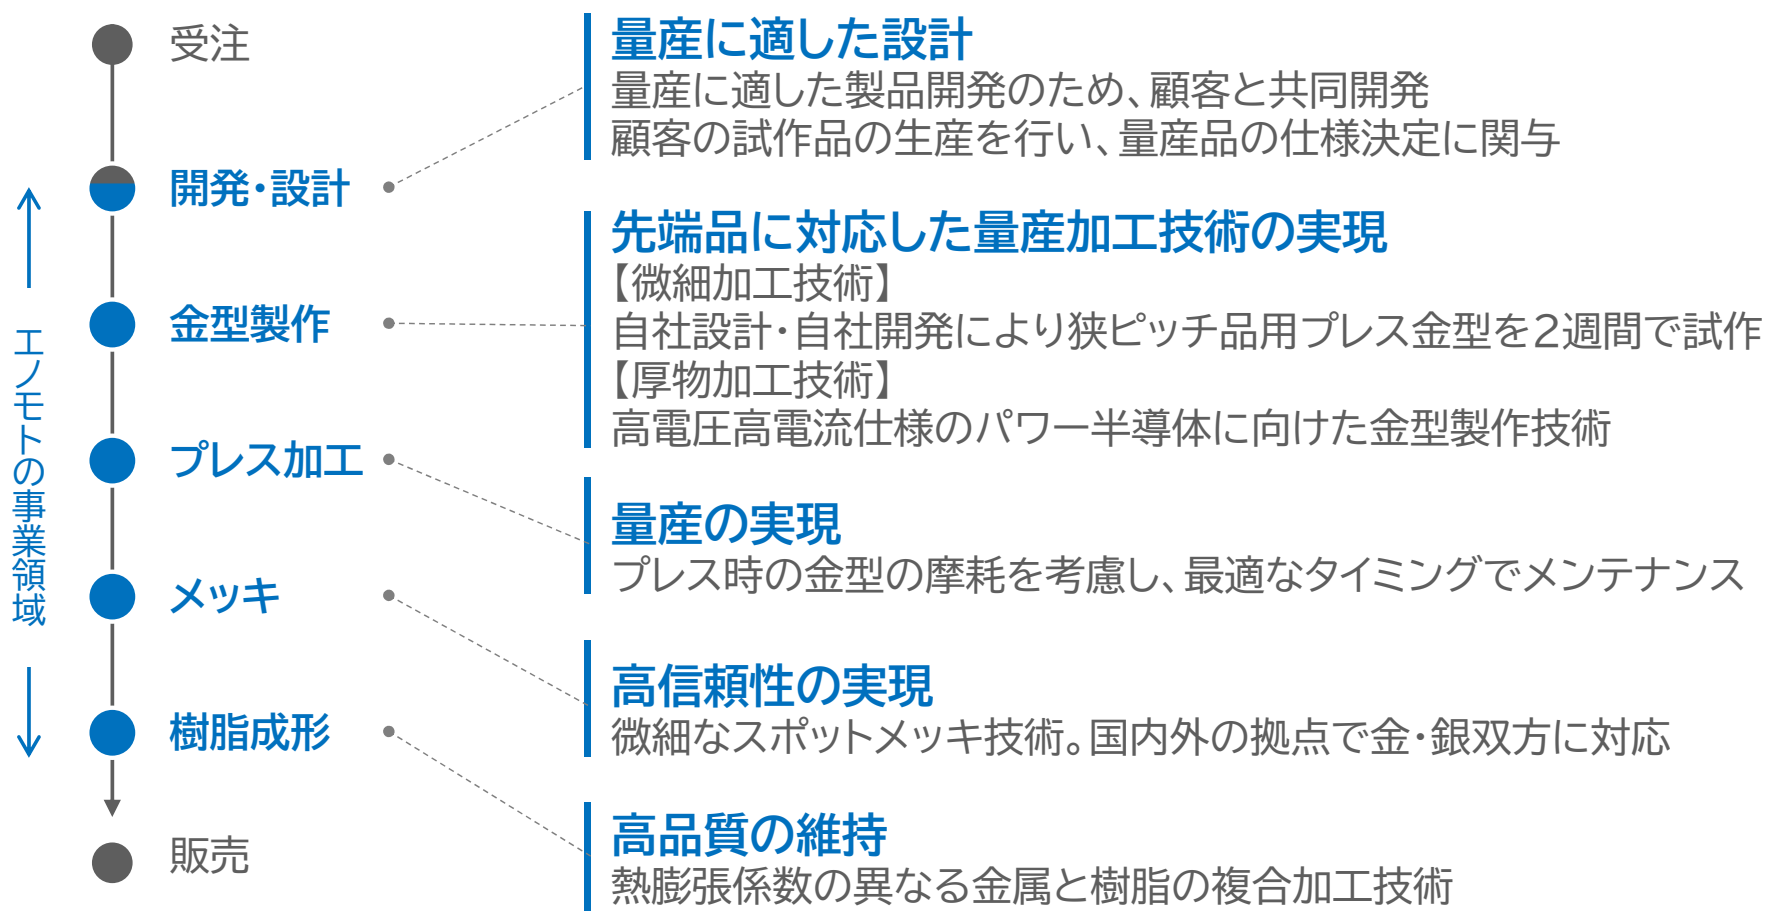 受注
開発・設計
金型製作
プレス加工
メッキ
樹脂成形
販売
エノモトの事業領域
量産に適した設計
量産に適した製品開発のため、顧客と共同開発
顧客の試作品の生産を行い、量産品の仕様決定に関与
先端品に対応した量産加工技術の実現
【微細加工技術】
自社設計・自社開発により狭ピッチ品用プレス金型を2週間で試作
【厚物加工技術】
高電圧高電流仕様のパワー半導体に向けた金型製作技術
量産の実現
プレス時の金型の摩耗を考慮し、最適なタイミングでメンテナンス
高信頼性の実現
微細なスポットメッキ技術。国内外の拠点で金・銀双方に対応
高品質の維持
熱膨張係数の異なる金属と樹脂の複合加工技術